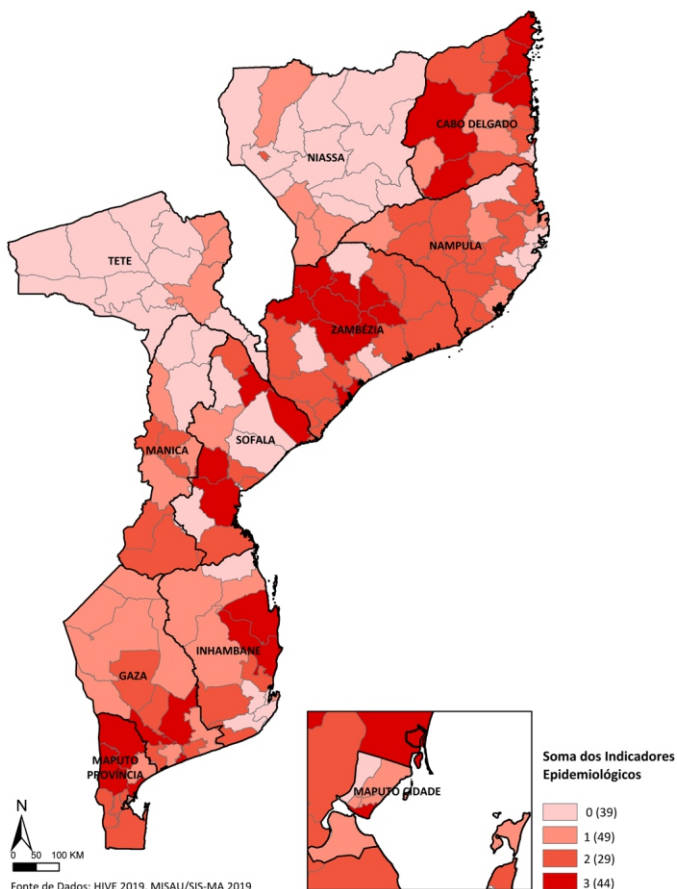 CABO DELGADO
NIASSA
NAMPULA
TETE
ZAMBÉZIA
SOFALA
MANICA
INHAMBANE
GAZA
MAPUTO
PROVÍNCIA
MAPUTO CIDADE
Soma dos Indicadores
Epidemiológicos
0 (39)
1 (49)
2 (29)
3 (44)
N
0 50 100 KM
Fonte de Dados: HIVE 2019, MISAU/SIS-MA 2019